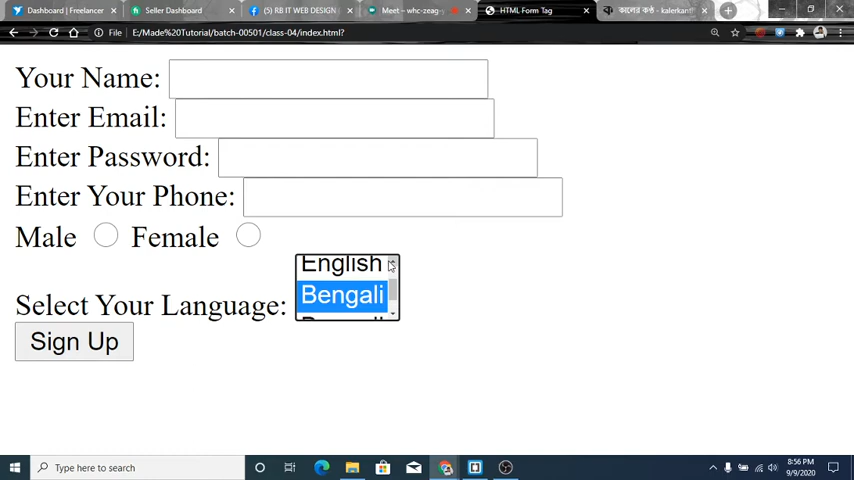 Dashboard | Freelancer
Seller Dashboard
(5) RB IT WEB DESIGN
Meet – whc-zeag-
HTML Form Tag
কালের কণ্ঠ - kalerkant
File
E:/Made%20Tutorial/batch-00501/class-04/index.html?
Your Name:
Enter Email:
Enter Password:
Enter Your Phone:
Male Female
English
Select Your Language: Bengali
Sign Up
Type here to search
8:56 PM
9/9/2020